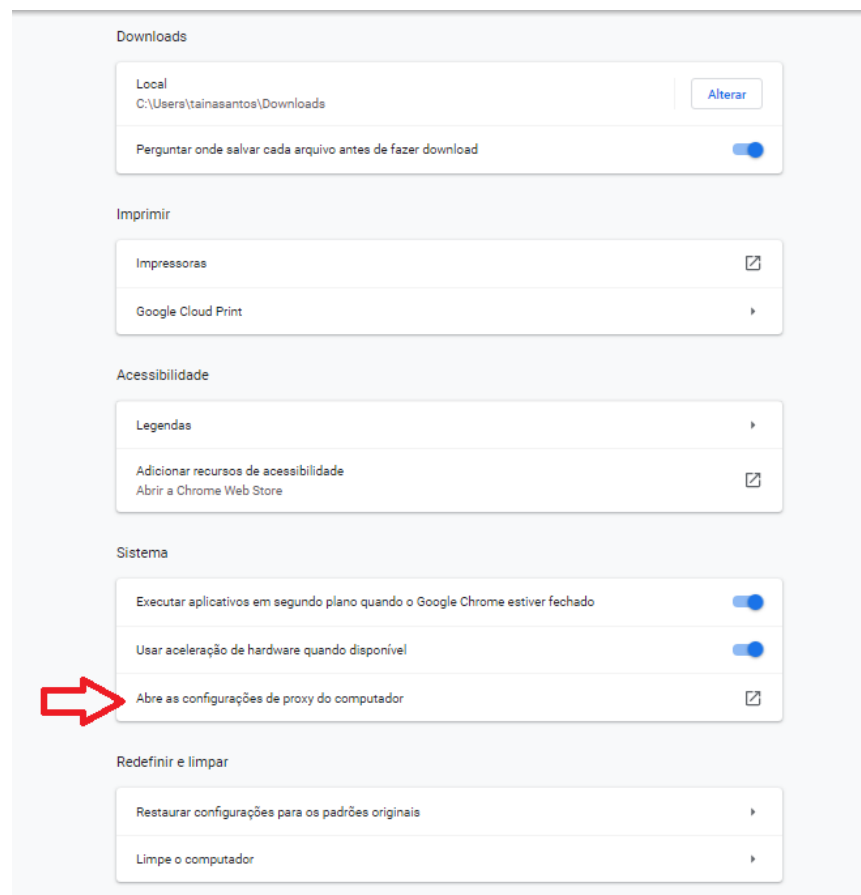 Downloads
Local
C:\Users\tainasantos\Downloads
Alterar
Perguntar onde salvar cada arquivo antes de fazer download
Imprimir
Impressoras
Google Cloud Print
Acessibilidade
Legendas
Adicionar recursos de acessibilidade
Abrir a Chrome Web Store
Sistema
Executar aplicativos em segundo plano quando o Google Chrome estiver fechado
Usar aceleração de hardware quando disponível
Abre as configurações de proxy do computador
Redefinir e limpar
Restaurar configurações para os padrões originais
Limpe o computador